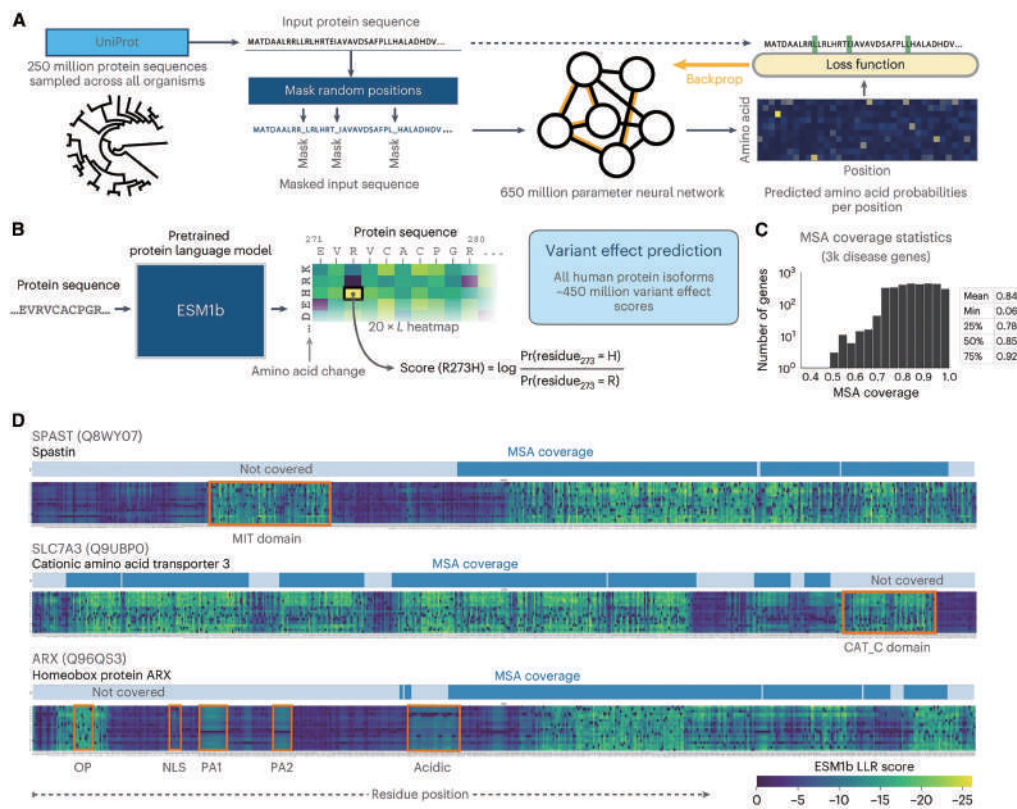 A
UniProt
250 million protein sequences
sampled across all organisms
Input protein sequence
MATDAALRRLLRLHRTEIAVAVDSAFPLLHALADHDV...
Mask random positions
MATDAALRR_LRLHRT_IAVAVDSAFPL_HALADHDV...
Mask
Mask
Mask
Masked input sequence
650 million parameter neural network
Backprop
MATDAALRRLLRLHRTEIAVAVDSAFPLLHALADHDV...
Loss function
Amino acid
Position
Predicted amino acid probabilities
per position
B
Protein sequence
...EVRVCACPGR...
Pretrained
protein language model
ESM1b
Protein sequence
271 280
E V R V C A C P G R ...
D E H R K
...
20 × L heatmap
Amino acid change
Score (R273H) = log Pr(residue273 = H)
Pr(residue273 = R)
Variant effect prediction
All human protein isoforms
~450 million variant effect
scores
C
MSA coverage statistics
(3k disease genes)
Number of genes
10³
10²
10¹
10⁰
0.4 0.5 0.6 0.7 0.8 0.9 1.0
MSA coverage
Mean 0.84
Min 0.06
25% 0.78
50% 0.85
75% 0.92
D
SPAST (Q8WY07)
Spastin
Not covered
MSA coverage
MIT domain
SLC7A3 (Q9UBP0)
Cationic amino acid transporter 3
MSA coverage
Not covered
CAT_C domain
ARX (Q96QS3)
Homeobox protein ARX
Not covered
MSA coverage
OP NLS PA1 PA2 Acidic
Residue position
ESM1b LLR score
0 −5 −10 −15 −20 −25